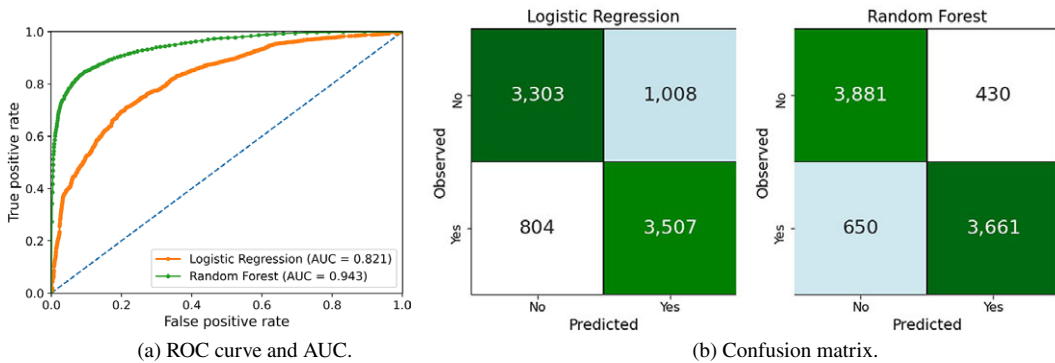 1.0
0.8
0.6
0.4
0.2
0.0
True positive rate
Logistic Regression (AUC = 0.821)
Random Forest (AUC = 0.943)
0.0 0.2 0.4 0.6 0.8 1.0
False positive rate
(a) ROC curve and AUC.
Logistic Regression
No
Yes
Observed
3,303 1,008
804 3,507
No Yes
Predicted
Random Forest
No
Yes
Observed
3,881 430
650 3,661
No Yes
Predicted
(b) Confusion matrix.